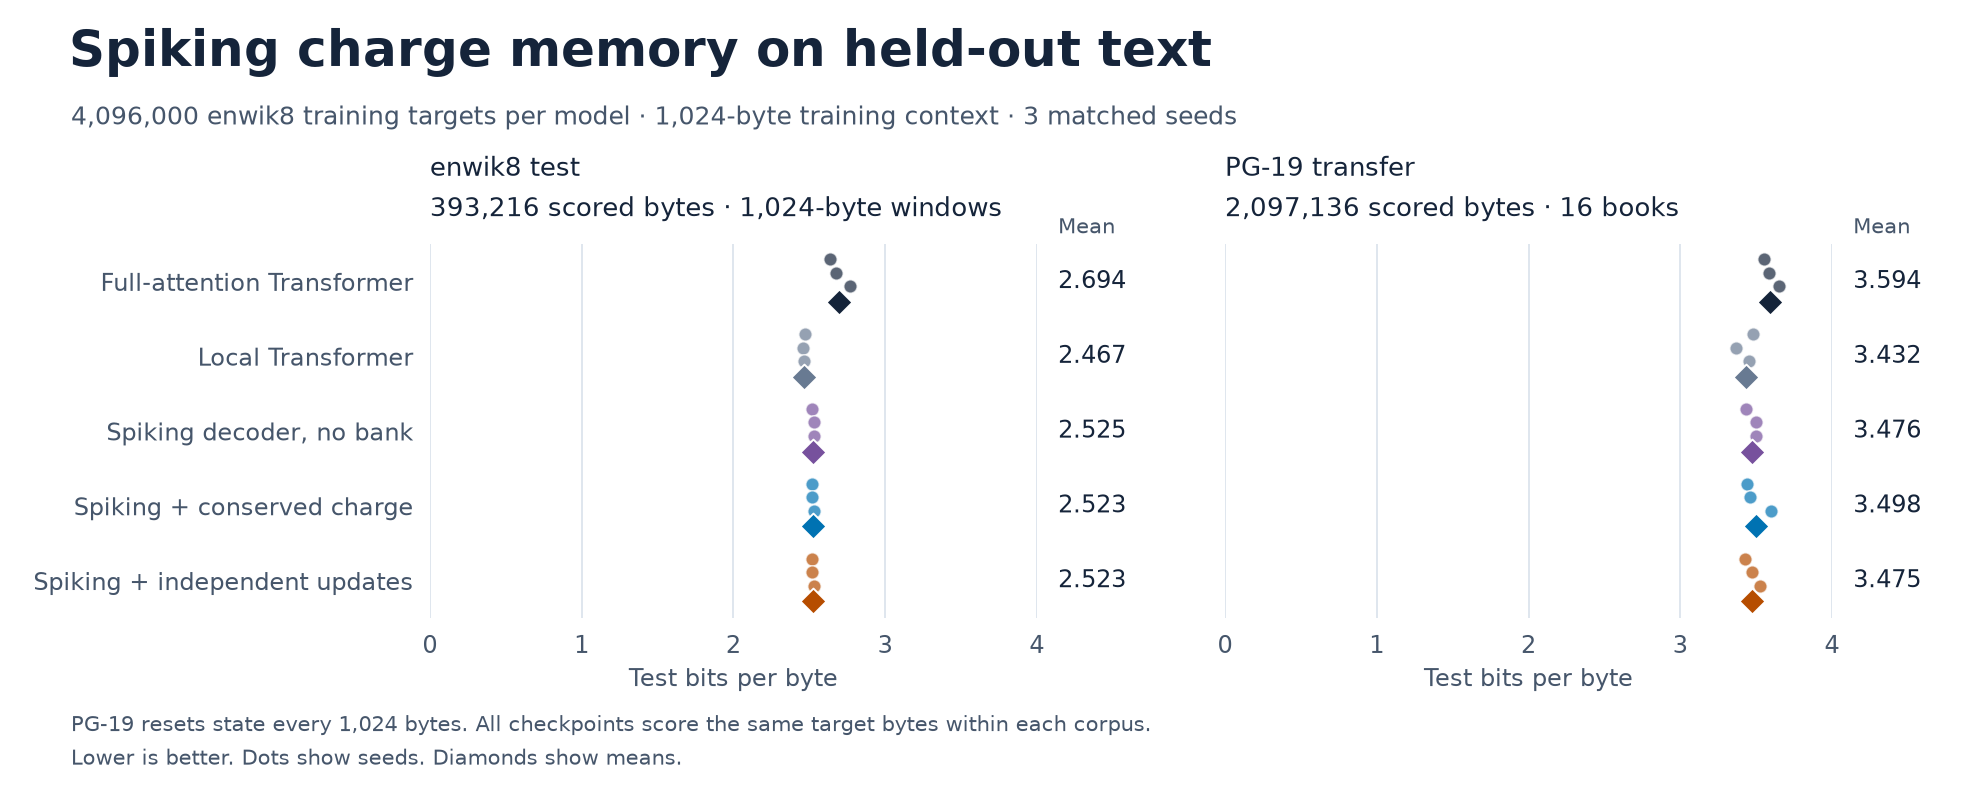 Spiking charge memory on held-out text
4,096,000 enwik8 training targets per model · 1,024-byte training context · 3 matched seeds
enwik8 test
393,216 scored bytes · 1,024-byte windows
Mean
PG-19 transfer
2,097,136 scored bytes · 16 books
Mean
Full-attention Transformer 2.694 3.594
Local Transformer 2.467 3.432
Spiking decoder, no bank 2.525 3.476
Spiking + conserved charge 2.523 3.498
Spiking + independent updates 2.523 3.475
0 1 2 3 4 0 1 2 3 4
Test bits per byte Test bits per byte
PG-19 resets state every 1,024 bytes. All checkpoints score the same target bytes within each corpus.
Lower is better. Dots show seeds. Diamonds show means.